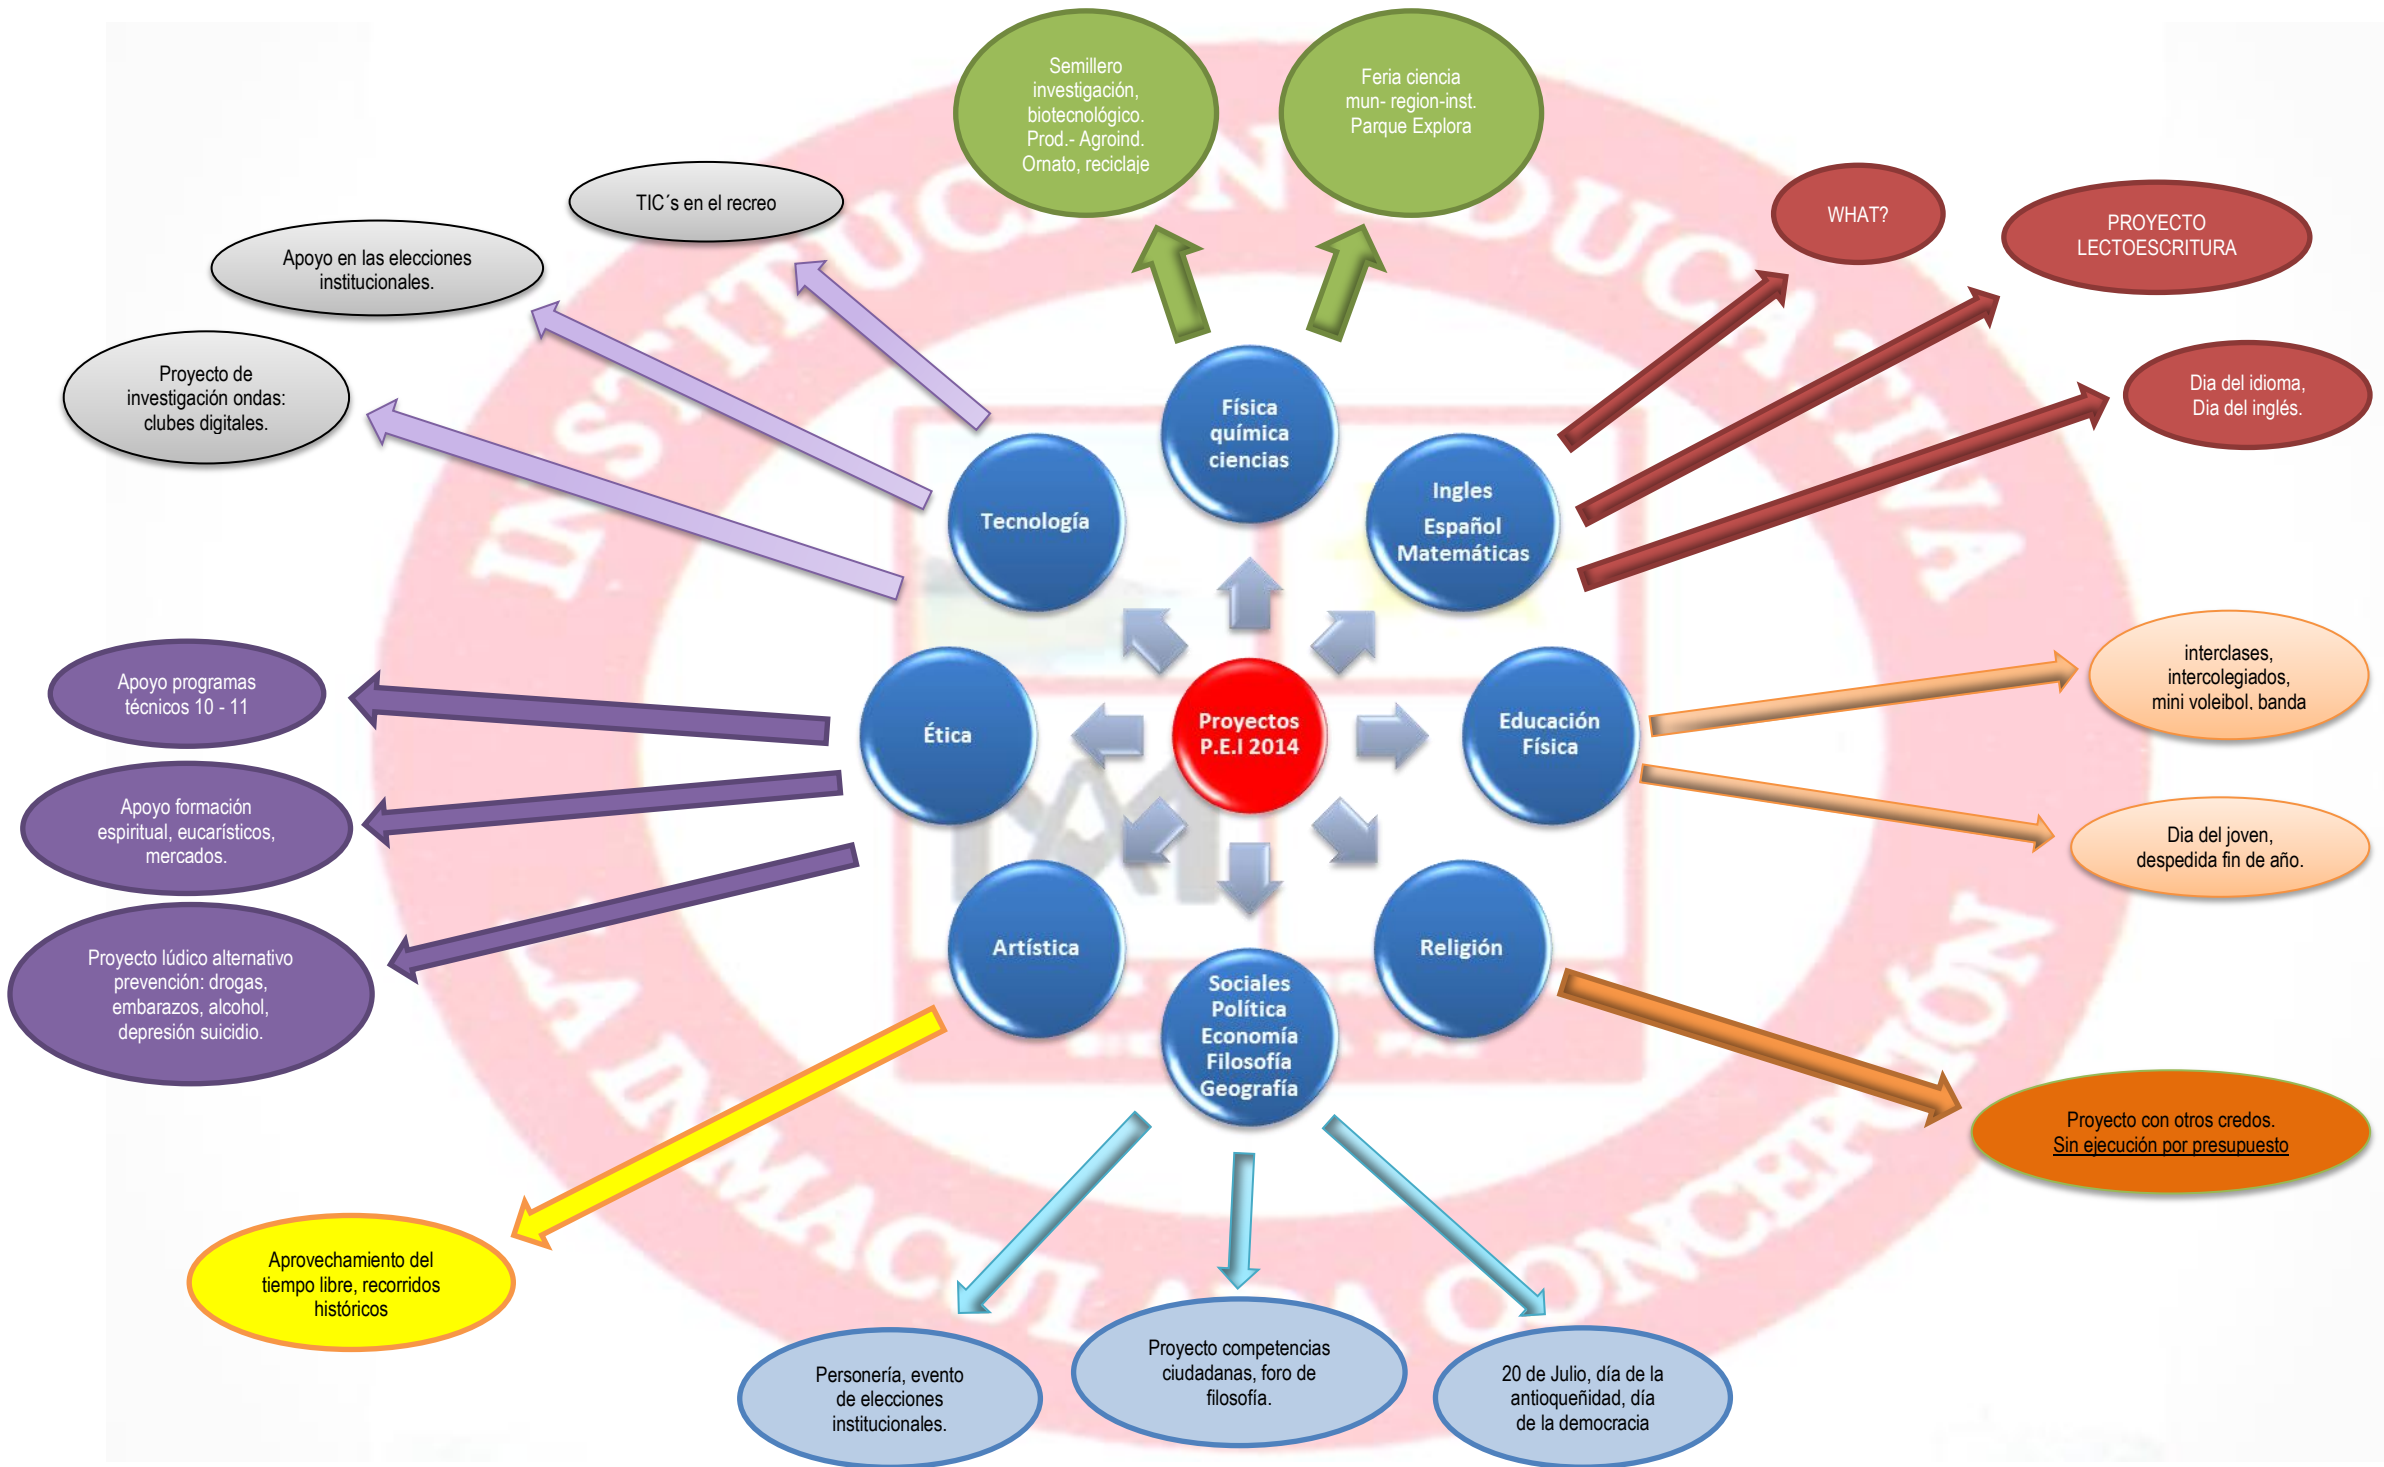 Semillero
investigación,
biotecnológico.
Prod.- Agroind.
Ornato, reciclaje
Feria ciencia
mun- region-inst.
Parque Explora
TIC´s en el recreo
WHAT?
PROYECTO
LECTOESCRITURA
Apoyo en las elecciones
institucionales.
Proyecto de
investigación ondas:
clubes digitales.
Dia del idioma,
Dia del inglés.
Física
química
ciencias
Tecnología
Ingles
Español
Matemáticas
Apoyo programas
técnicos 10 - 11
Ética
Proyectos
P.E.I 2014
Educación
Física
interclases,
intercolegiados,
mini voleibol, banda
Apoyo formación
espiritual, eucarísticos,
mercados.
Dia del joven,
despedida fin de año.
Proyecto lúdico alternativo
prevención: drogas,
embarazos, alcohol,
depresión suicidio.
Artística
Religión
Sociales
Política
Economía
Filosofía
Geografía
Proyecto con otros credos.
Sin ejecución por presupuesto
Aprovechamiento del
tiempo libre, recorridos
históricos
Personería, evento
de elecciones
institucionales.
Proyecto competencias
ciudadanas, foro de
filosofía.
20 de Julio, día de la
antioqueñidad, día
de la democracia
INSTITUCION EDUCATIVA
LA INMACULADA CONCEPCIÓN